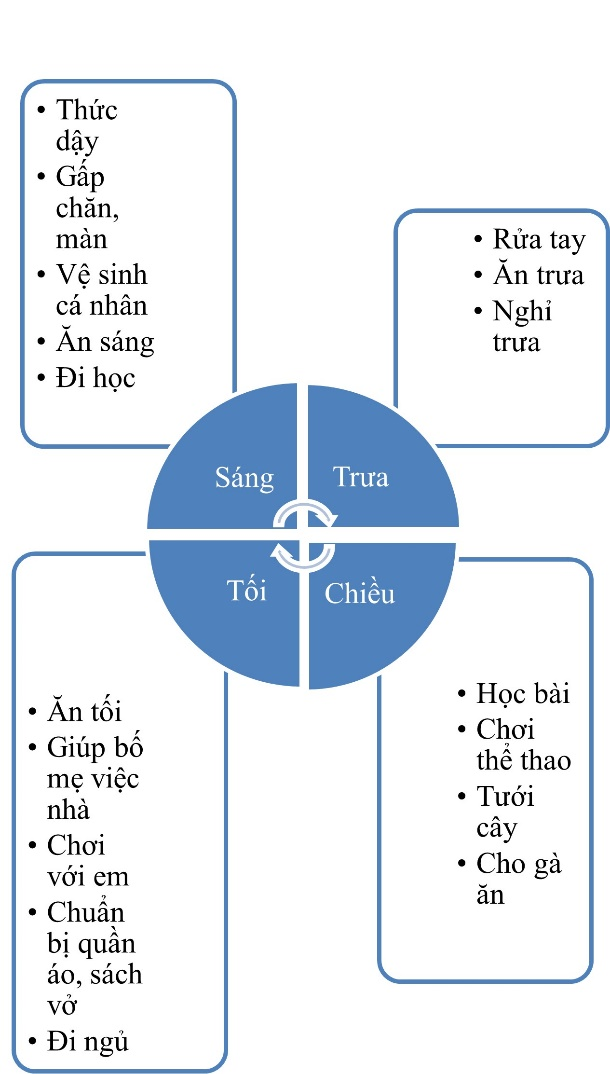 • Thức
dậy
• Gấp
chăn,
màn
• Vệ sinh
cá nhân
• Ăn sáng
• Đi học
• Rửa tay
• Ăn trưa
• Nghỉ
trưa
Sáng
Trưa
Tối
Chiều
• Ăn tối
• Giúp bố
mẹ việc
nhà
• Chơi
với em
• Chuẩn
bị quần
áo, sách
vở
• Đi ngủ
• Học bài
• Chơi
thể thao
• Tưới
cây
• Cho gà
ăn